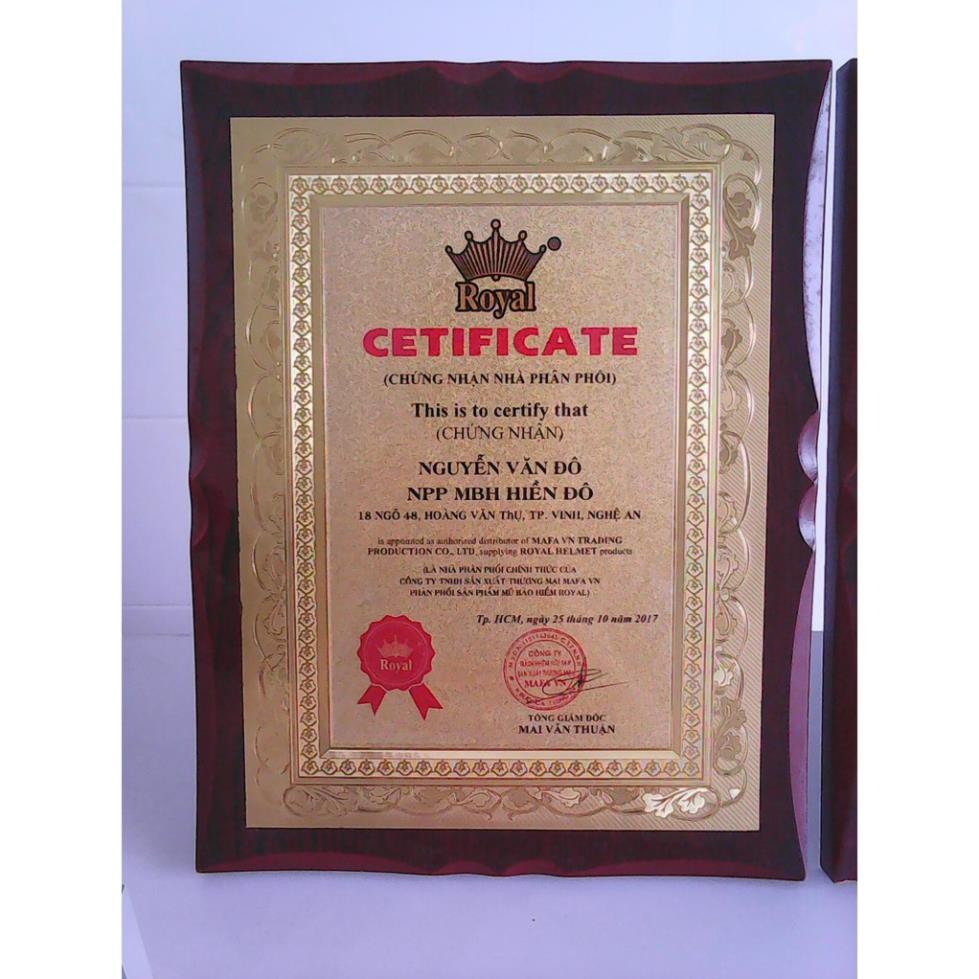 Royal
CETIFICATE
(CHỨNG NHẬN NHÀ PHÂN PHỐI)
This is to certify that
(CHỨNG NHẬN)
NGUYỄN VĂN ĐÔ
NPP MBH HIỀN ĐÔ
18 NGÕ 48, HOÀNG VĂN THỤ, TP. VINH, NGHỆ AN
is appointed as authorized distributor of MAFA VN TRADING
PRODUCTION CO., LTD, supplying ROYAL HELMET products
(LÀ NHÀ PHÂN PHỐI CHÍNH THỨC CỦA
CÔNG TY TNHH SẢN XUẤT THƯƠNG MẠI MAFA VN
PHÂN PHỐI SẢN PHẨM MŨ BẢO HIỂM ROYAL)
Tp. HCM, ngày 25 tháng 10 năm 2017
Royal
CÔNG TY
MAFA VN
TỔNG GIÁM ĐỐC
MAI VĂN THUẬN